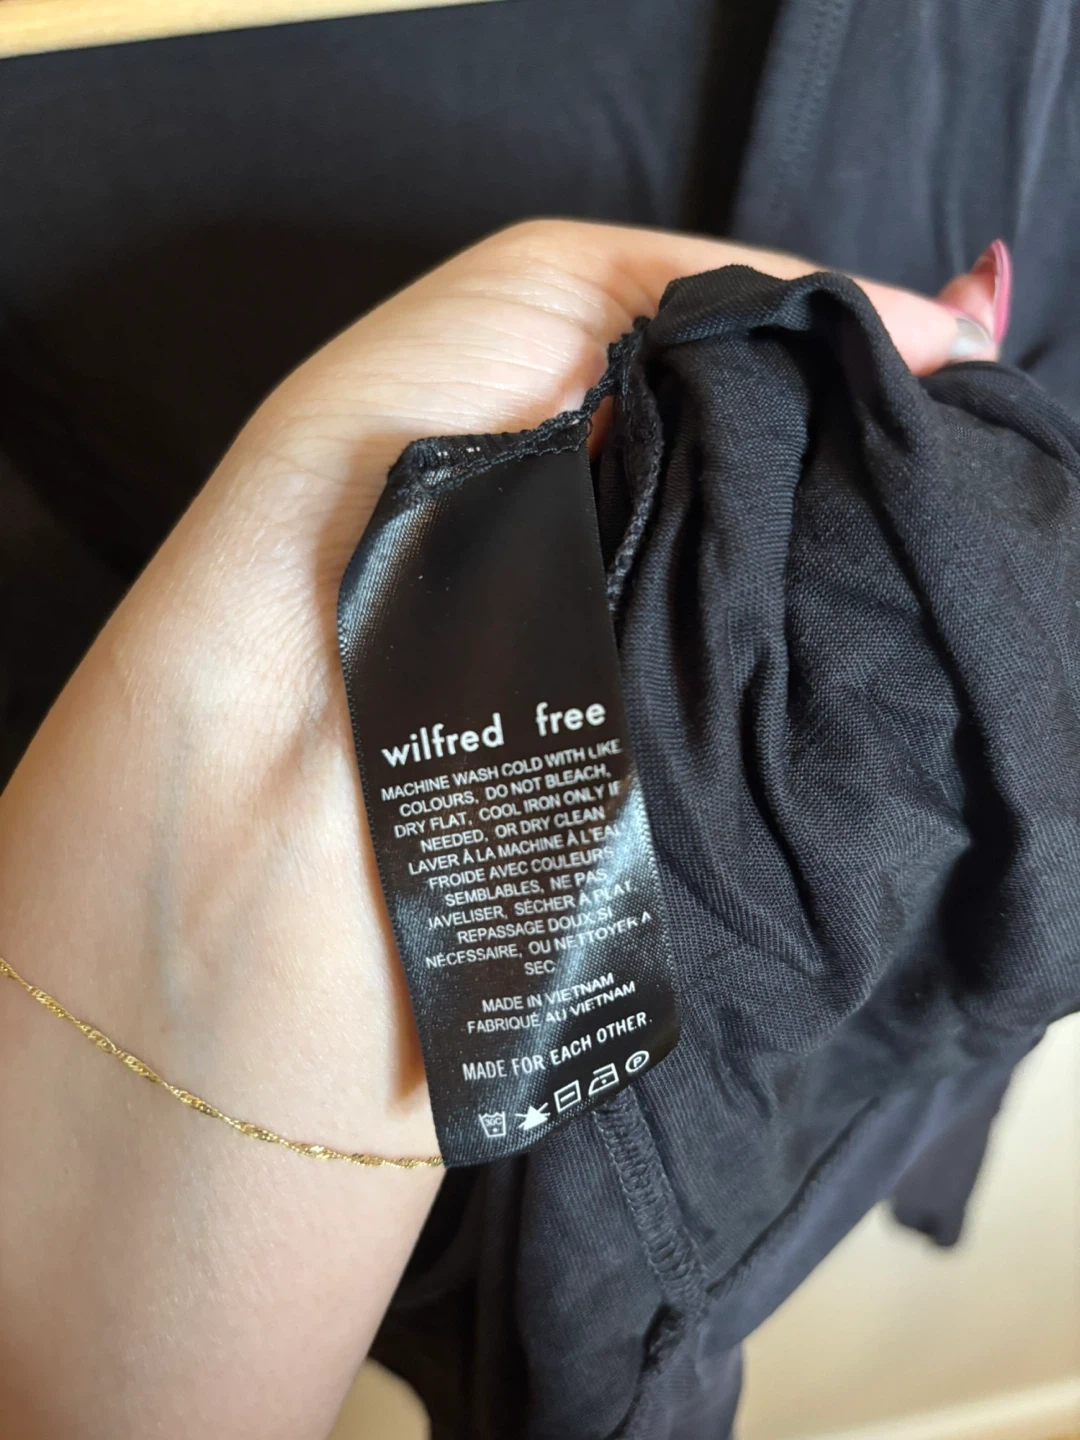 wilfred free
MACHINE WASH COLD WITH LIKE
COLOURS, DO NOT BLEACH,
DRY FLAT, COOL IRON ONLY IF
NEEDED, OR DRY CLEAN
LAVER À LA MACHINE À L'EAU
FROIDE AVEC COULEURS
SEMBLABLES, NE PAS
JAVELISER, SÉCHER À PLAT
REPASSAGE DOUX SI
NÉCESSAIRE, OU NETTOYER À
SEC
MADE IN VIETNAM
FABRIQUÉ AU VIETNAM
MADE FOR EACH OTHER.
30C
P